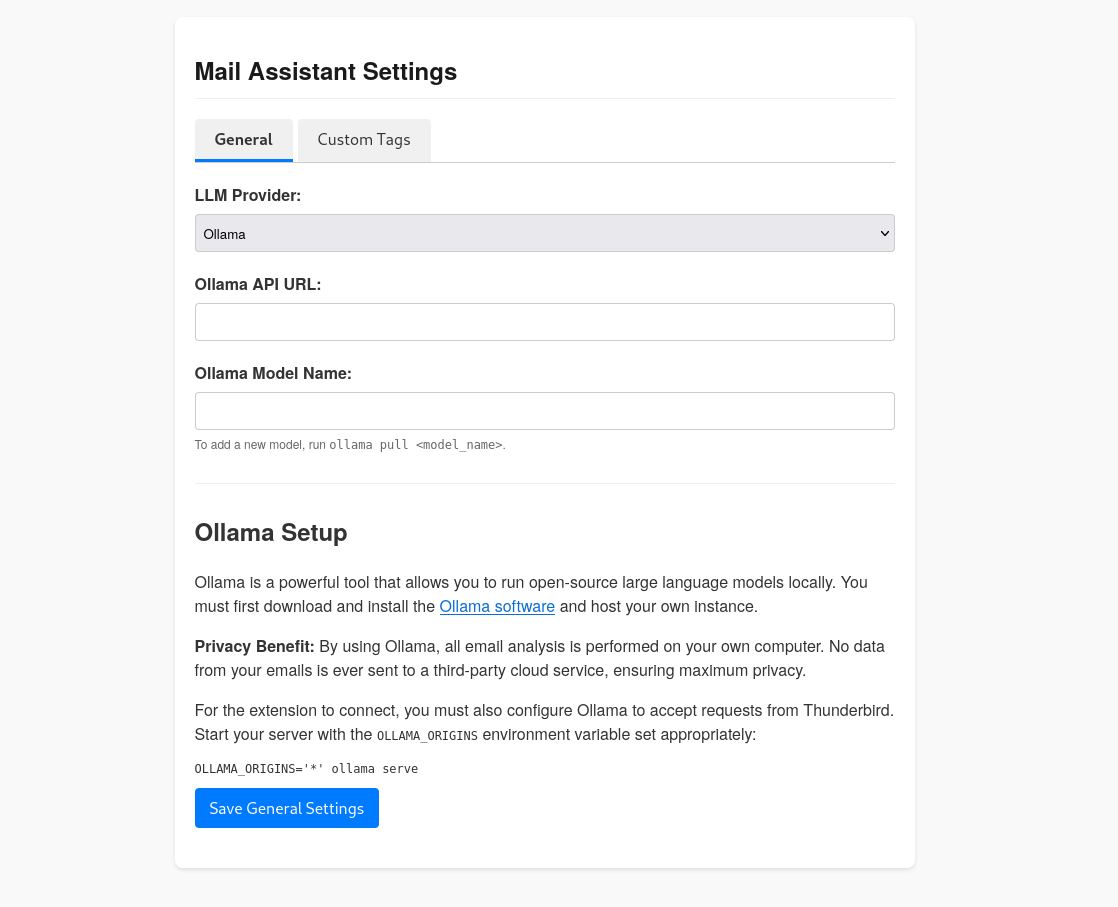 Mail Assistant Settings
General
Custom Tags
LLM Provider:
Ollama
Ollama API URL:
Ollama Model Name:
To add a new model, run ollama pull <model_name>.
Ollama Setup
Ollama is a powerful tool that allows you to run open-source large language models locally. You
must first download and install the Ollama software and host your own instance.
Privacy Benefit: By using Ollama, all email analysis is performed on your own computer. No data
from your emails is ever sent to a third-party cloud service, ensuring maximum privacy.
For the extension to connect, you must also configure Ollama to accept requests from Thunderbird.
Start your server with the OLLAMA_ORIGINS environment variable set appropriately:
OLLAMA_ORIGINS='*' ollama serve
Save General Settings